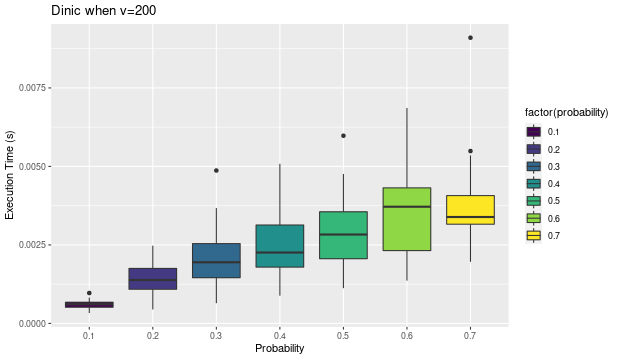 Dinic when v=200
Execution Time (s)
0.0075
0.0050
0.0025
0.0000
0.1 0.2 0.3 0.4 0.5 0.6 0.7
Probability
factor(probability)
0.1
0.2
0.3
0.4
0.5
0.6
0.7